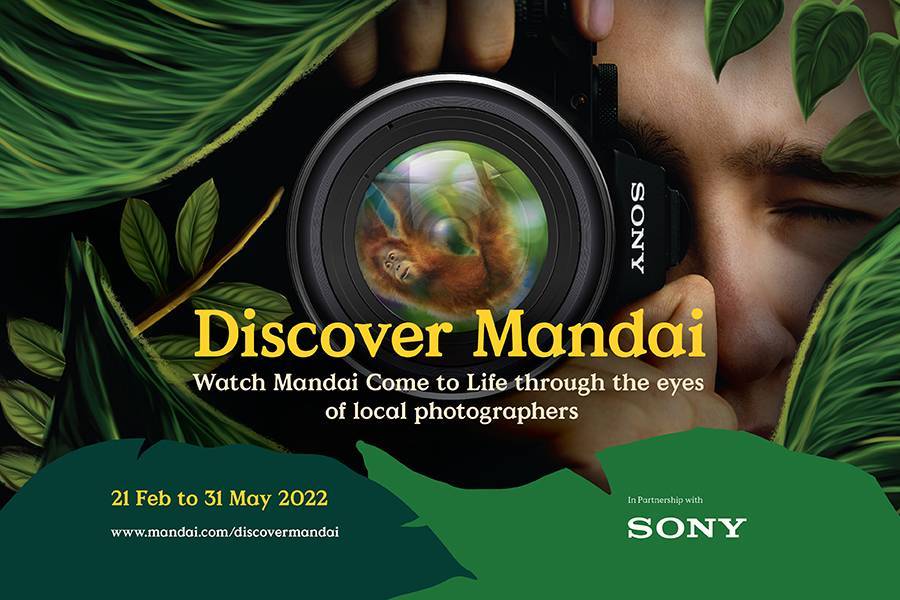 SONY
Discover Mandai
Watch Mandai Come to Life through the eyes
of local photographers
21 Feb to 31 May 2022
www.mandai.com/discovermandai
In Partnership with
SONY